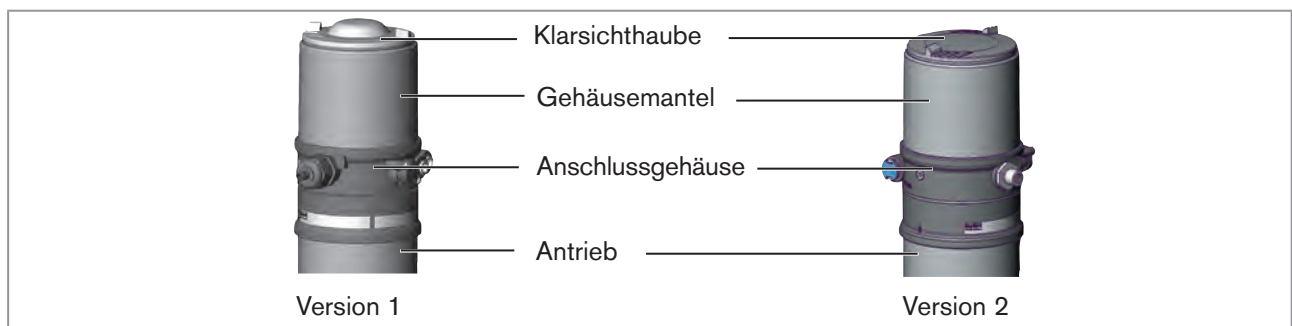 Klarsichthaube
Gehäusemantel
Anschlussgehäuse
Antrieb
Version 1
Version 2